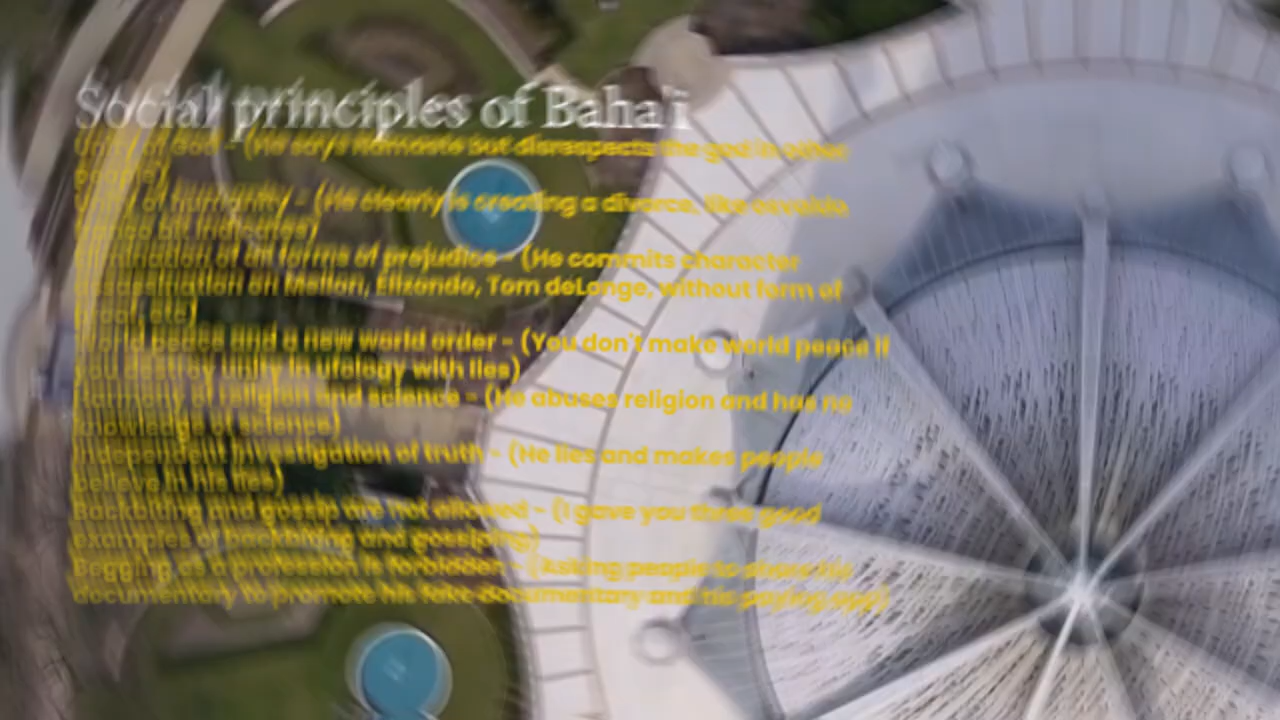 Social principles of Baha'i
Unity of God - (He says Namaste but disrespects the god in other
people)
Unity of humanity - (He clearly is creating a divorce, like osvaldo
bit indicates)
Elimination of all forms of prejudice - (He commits character
assassination on Mellon, Elizondo, Tom deLonge, without form of
proof, etc)
World peace and a new world order - (You don't make world peace if
you destroy unity in ufology with lies)
Harmony of religion and science - (He abuses religion and has no
knowledge of science)
Independent investigation of truth - (He lies and makes people
believe in his lies)
Backbiting and gossip are not allowed - (I gave you three good
examples of backbiting and gossiping)
Begging as a profession is forbidden - (Asking people to share his
documentary to promote his fake documentary and his paying app)